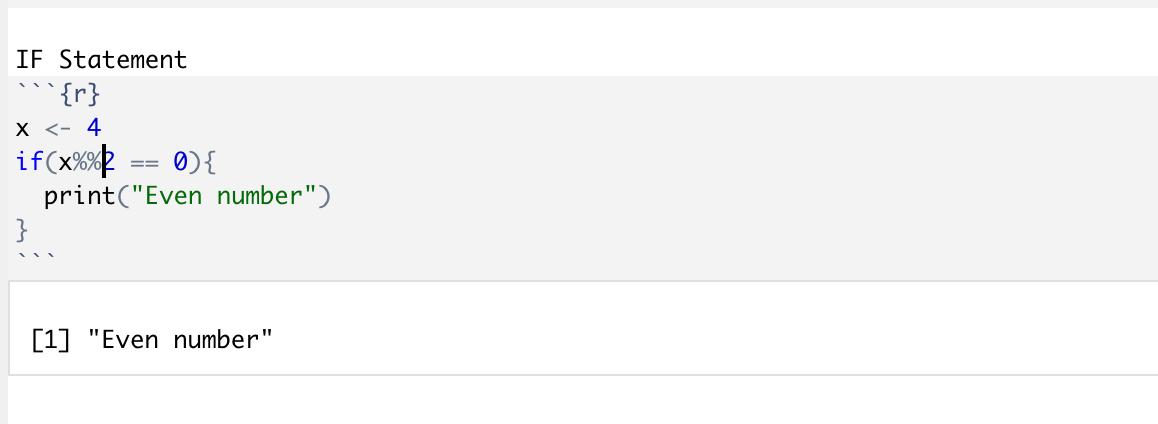 IF Statement
```{r}
x <- 4
if(x%%2 == 0){
  print("Even number")
}
```
[1] "Even number"